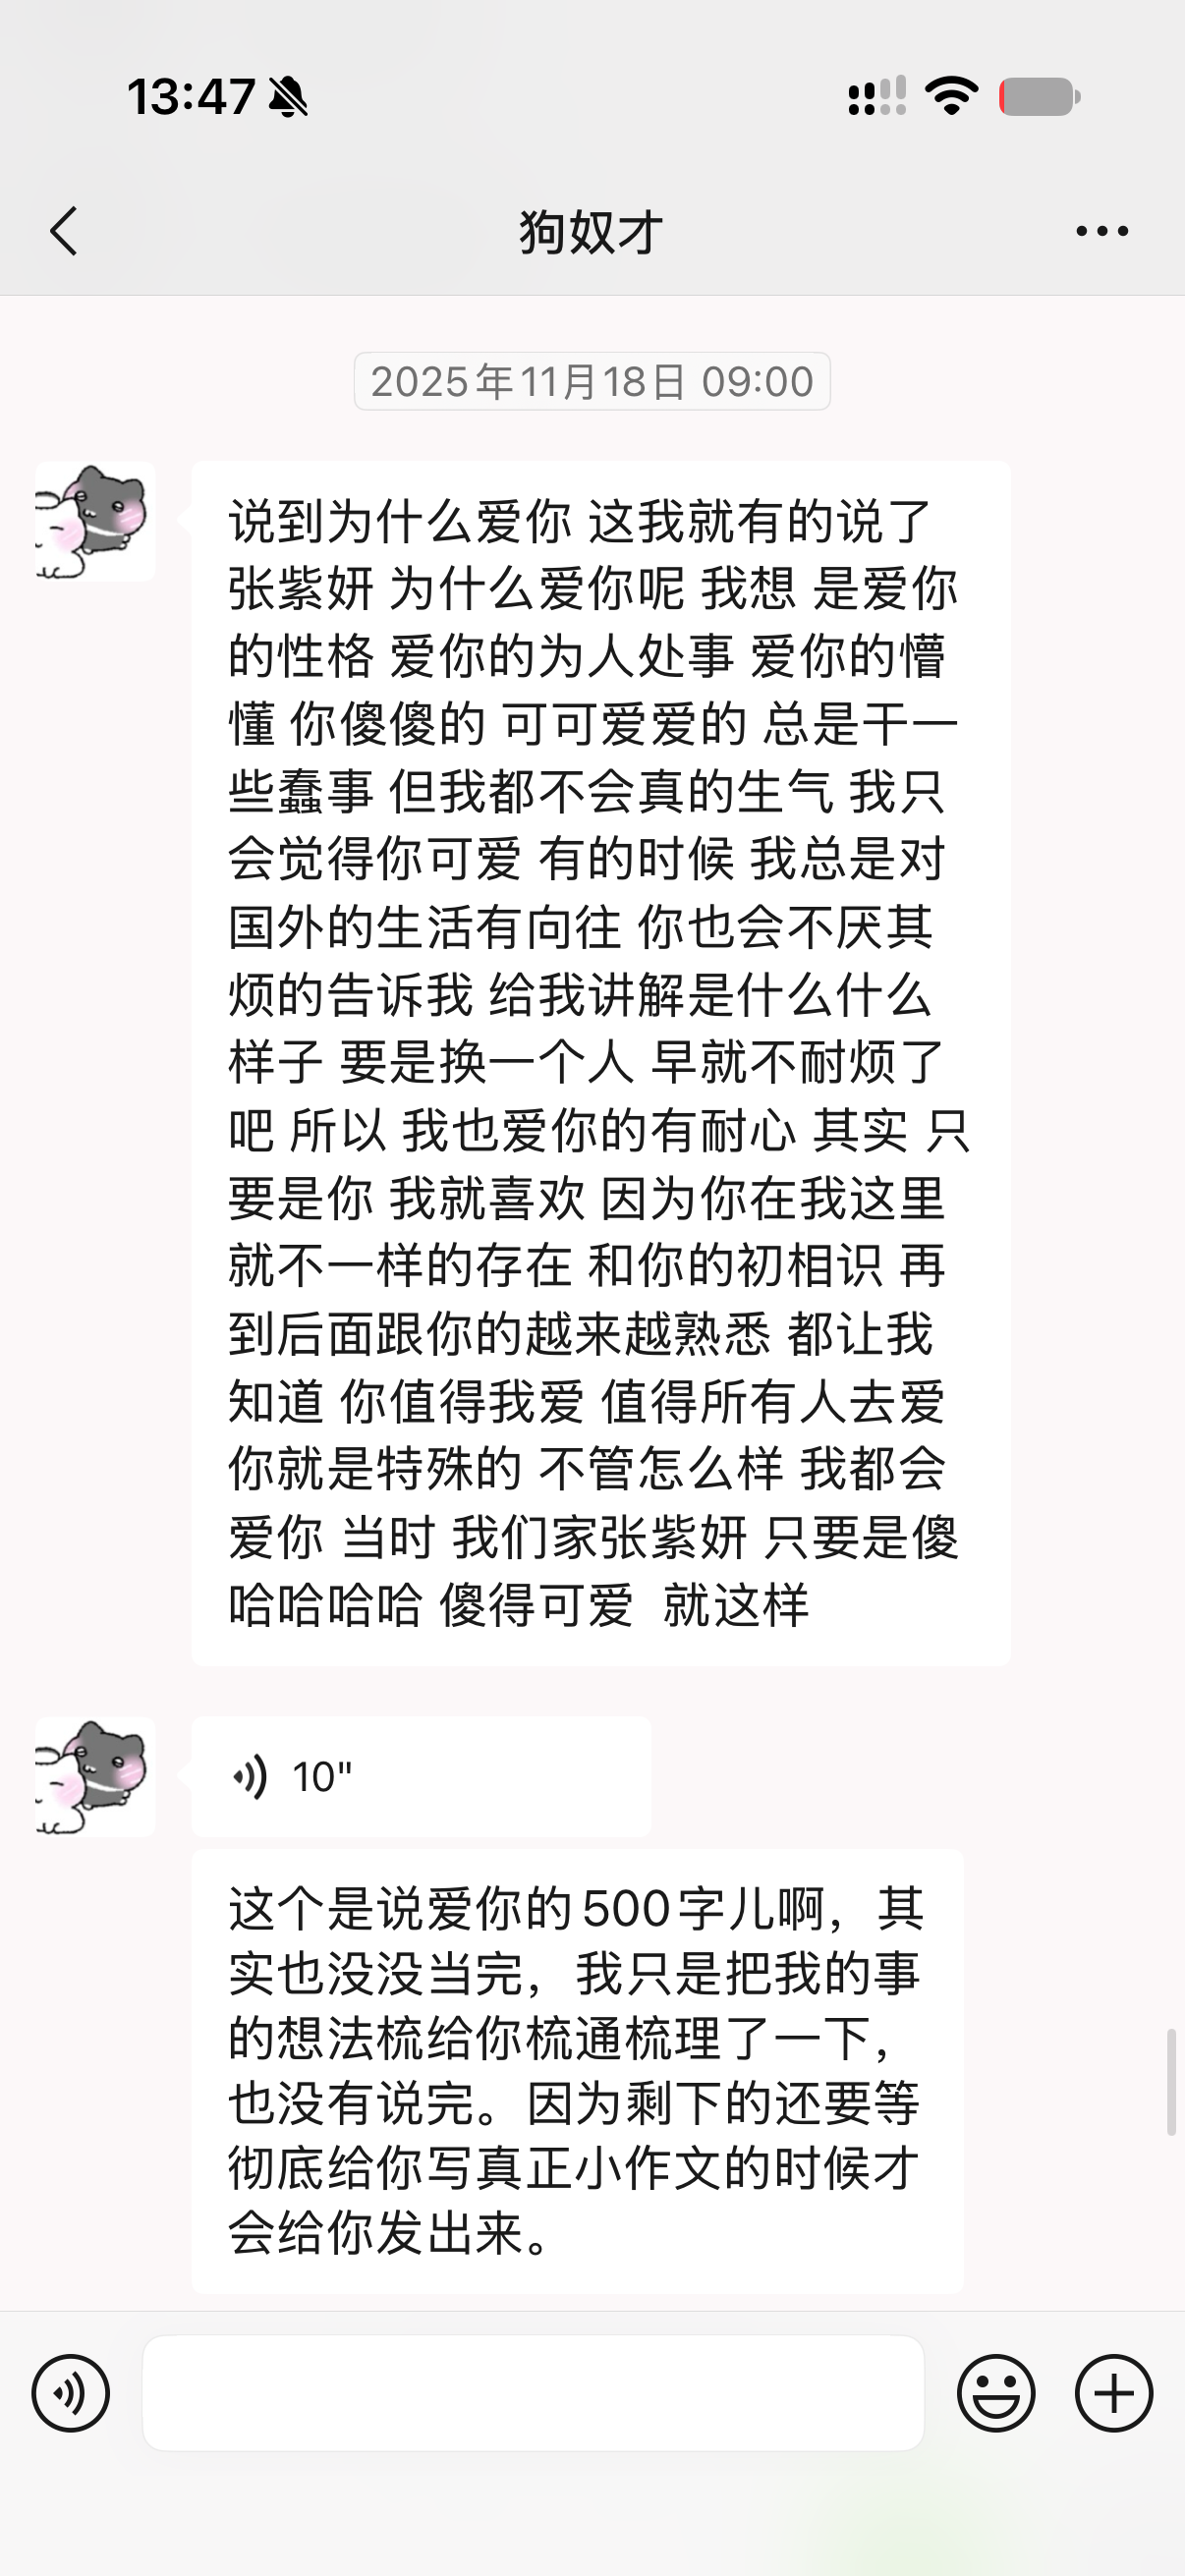 13:47
狗奴才
2025年11月18日 09:00
说到为什么爱你 这我就有的说了
张紫妍 为什么爱你呢 我想 是爱你
的性格 爱你的为人处事 爱你的懵
懂 你傻傻的 可可爱爱的 总是干一
些蠢事 但我都不会真的生气 我只
会觉得你可爱 有的时候 我总是对
国外的生活有向往 你也会不厌其
烦的告诉我 给我讲解是什么什么
样子 要是换一个人 早就不耐烦了
吧 所以 我也爱你的有耐心 其实 只
要是你 我就喜欢 因为你在我这里
就不一样的存在 和你的初相识 再
到后面跟你的越来越熟悉 都让我
知道 你值得我爱 值得所有人去爱
你就是特殊的 不管怎么样 我都会
爱你 当时 我们家张紫妍 只要是傻
哈哈哈哈 傻得可爱  就这样
10"
这个是说爱你的500字儿啊，其
实也没没当完，我只是把我的事
的想法梳给你梳通梳理了一下，
也没有说完。因为剩下的还要等
彻底给你写真正小作文的时候才
会给你发出来。